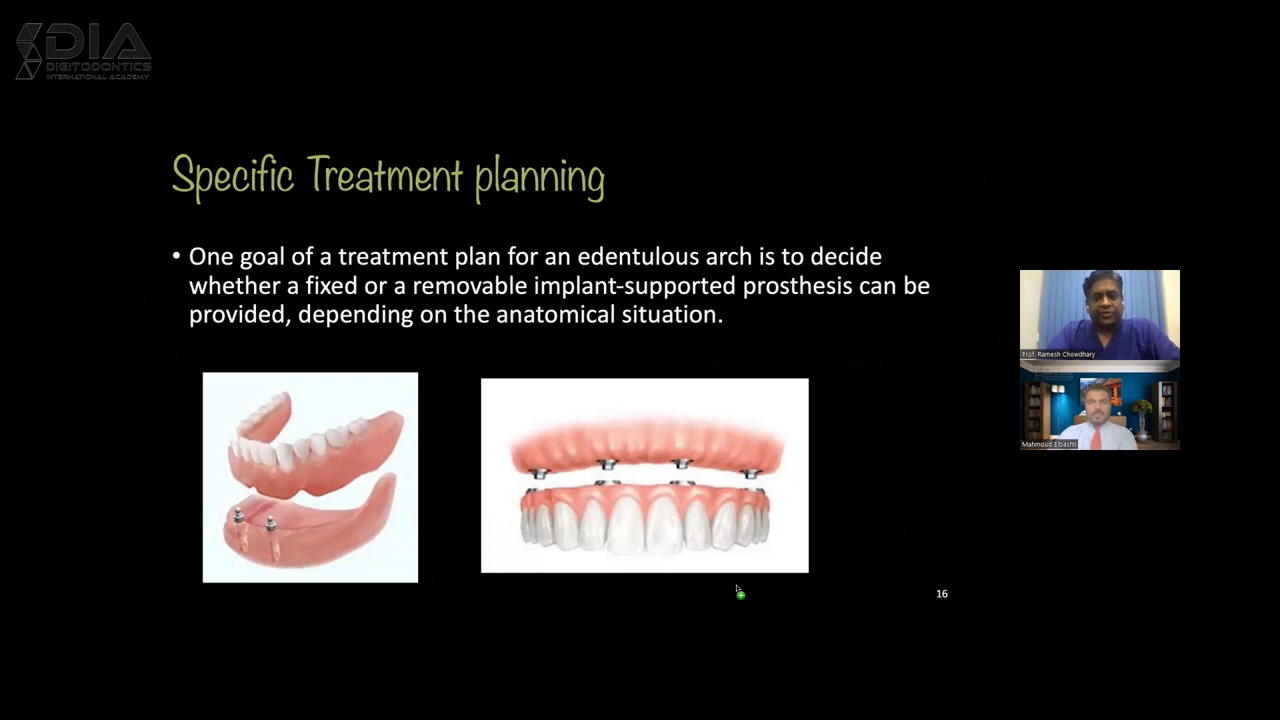 DIA
DIGITODONTICS
INTERNATIONAL ACADEMY
Specific Treatment planning
• One goal of a treatment plan for an edentulous arch is to decide
whether a fixed or a removable implant-supported prosthesis can be
provided, depending on the anatomical situation.
Prof. Ramesh Chowdhary
Mahmoud Elbashti
16